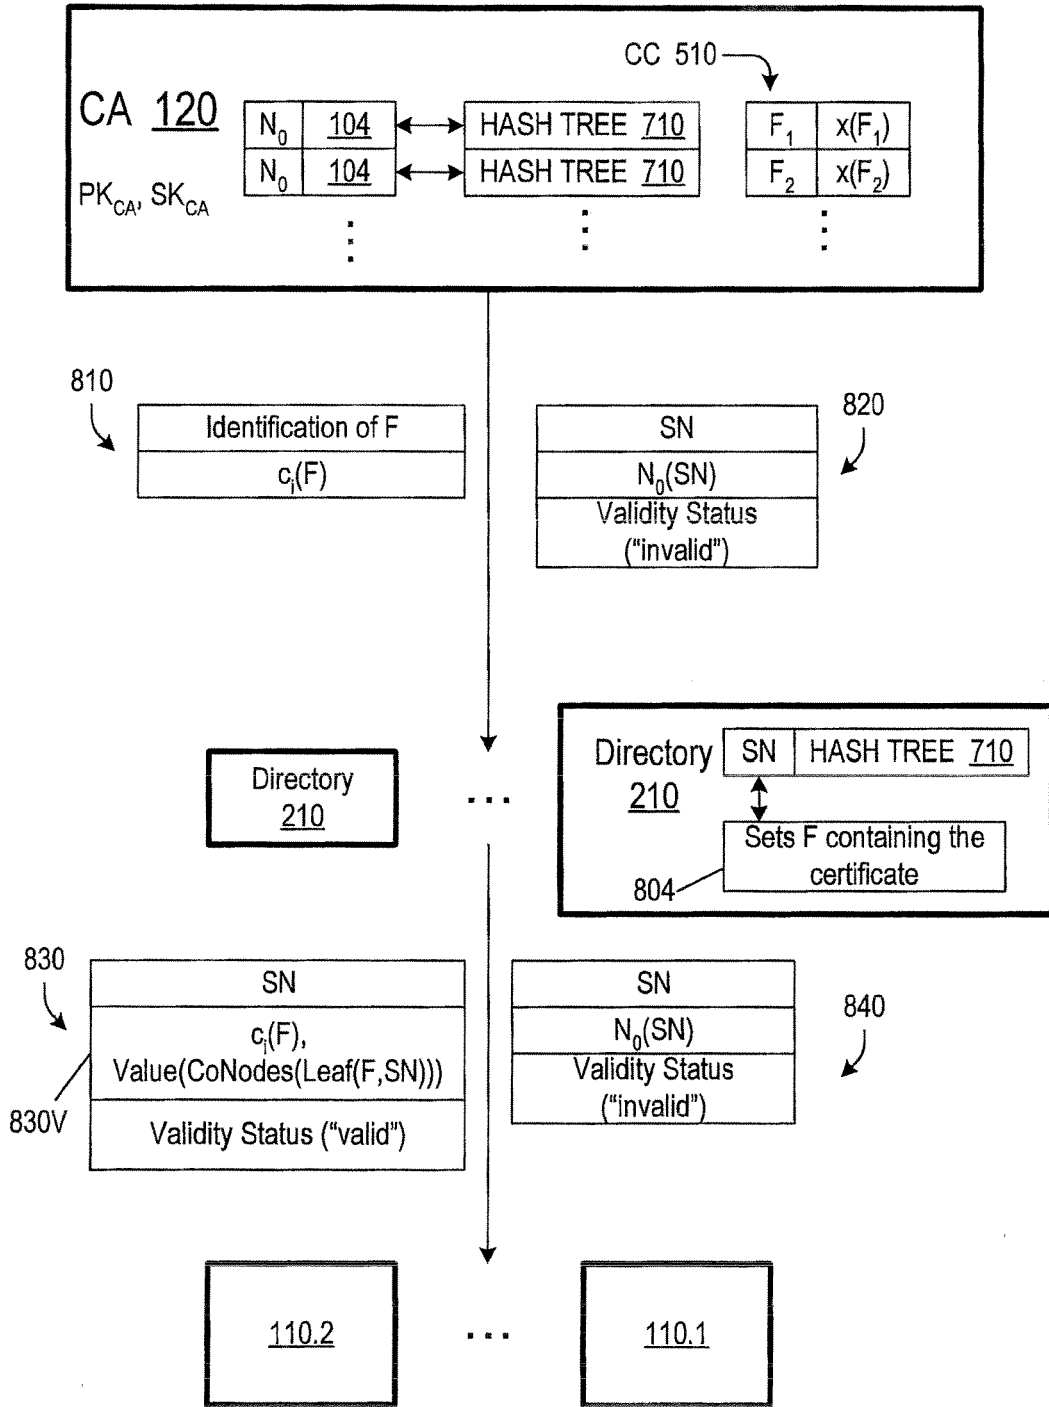 CC 510
CA 120
N₀ 104 HASH TREE 710 F₁ x(F₁)
N₀ 104 HASH TREE 710 F₂ x(F₂)
PK_CA, SK_CA
810
Identification of F
cᵢ(F)
820
SN
N₀(SN)
Validity Status
("invalid")
Directory
210
...
Directory
210
SN HASH TREE 710
Sets F containing the
certificate
804
830
SN
cᵢ(F),
Value(CoNodes(Leaf(F,SN)))
830V
Validity Status ("valid")
SN
N₀(SN)
Validity Status
("invalid")
840
110.2
...
110.1